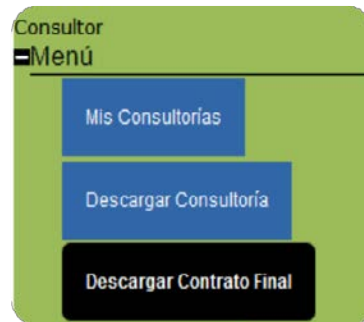 Consultor
Menú
Mis Consultorías
Descargar Consultoría
Descargar Contrato Final